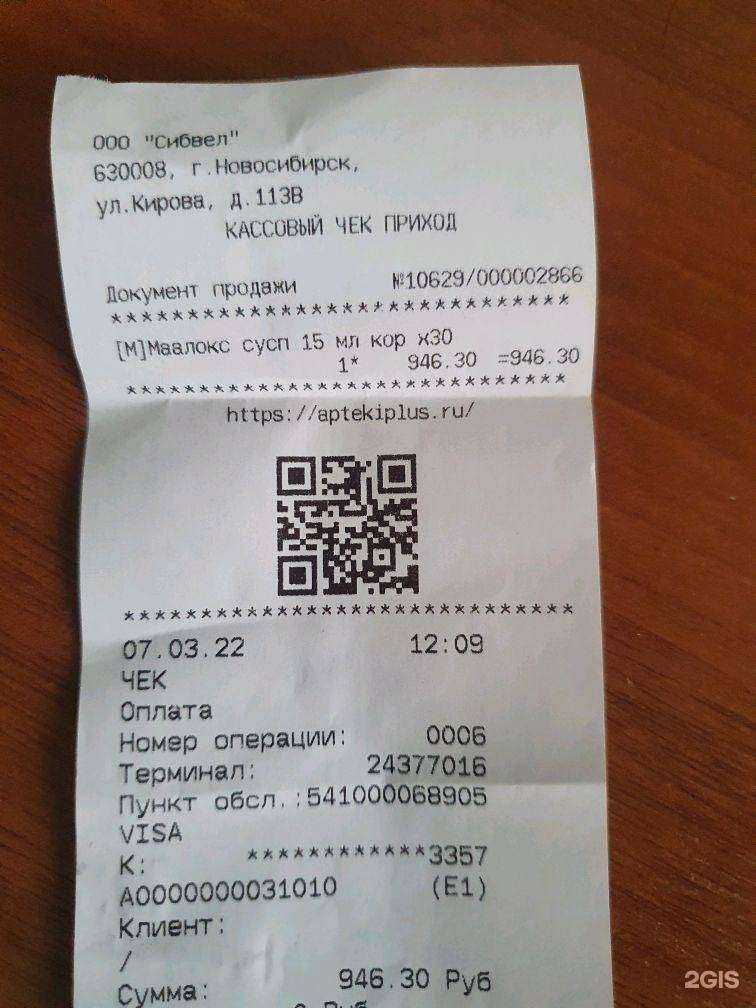 ООО "Сибвел"
630008, г.Новосибирск,
ул.Кирова, д.113В
КАССОВЫЙ ЧЕК ПРИХОД
Документ продажи №10629/000002866
******************************
[М]Маалокс сусп 15 мл кор х30
1* 946.30 =946.30
*****************************
https://aptekiplus.ru/
******************************
07.03.22 12:09
ЧЕК
Оплата
Номер операции: 0006
Терминал: 24377016
Пункт обсл.:541000068905
VISA
К: ************3357
A0000000031010 (E1)
Клиент:
/
Сумма: 946.30 Руб
2GIS